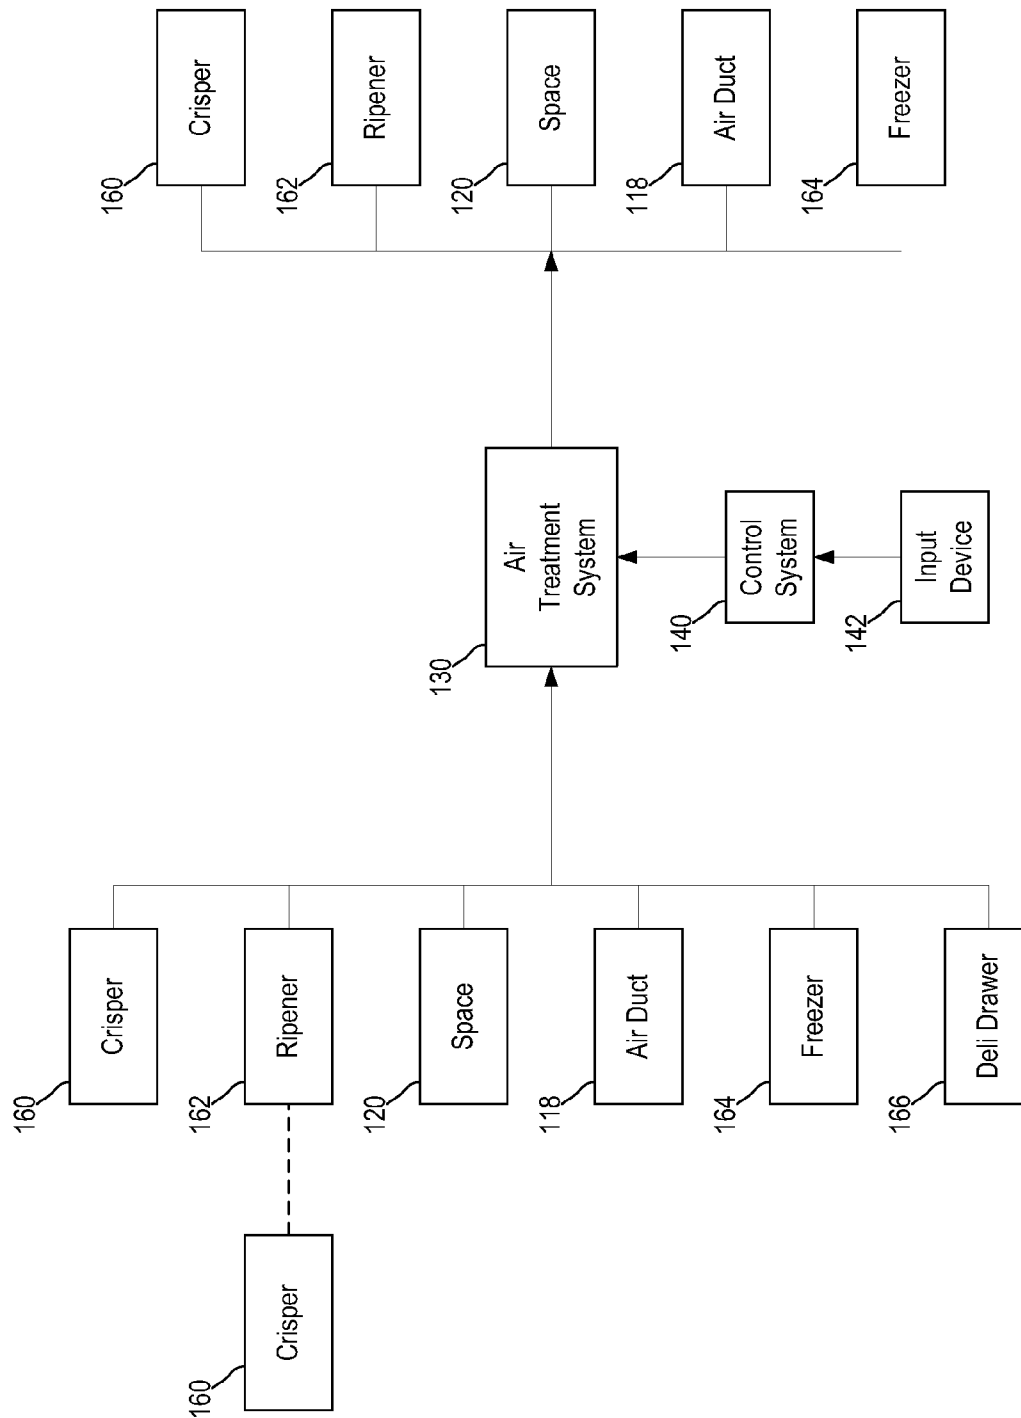 160
Crisper
162
Ripener
120
Space
118
Air Duct
164
Freezer
130
Air
Treatment
System
140
Control
System
142
Input
Device
160
Crisper
162
Ripener
120
Space
118
Air Duct
164
Freezer
166
Deli Drawer
160
Crisper